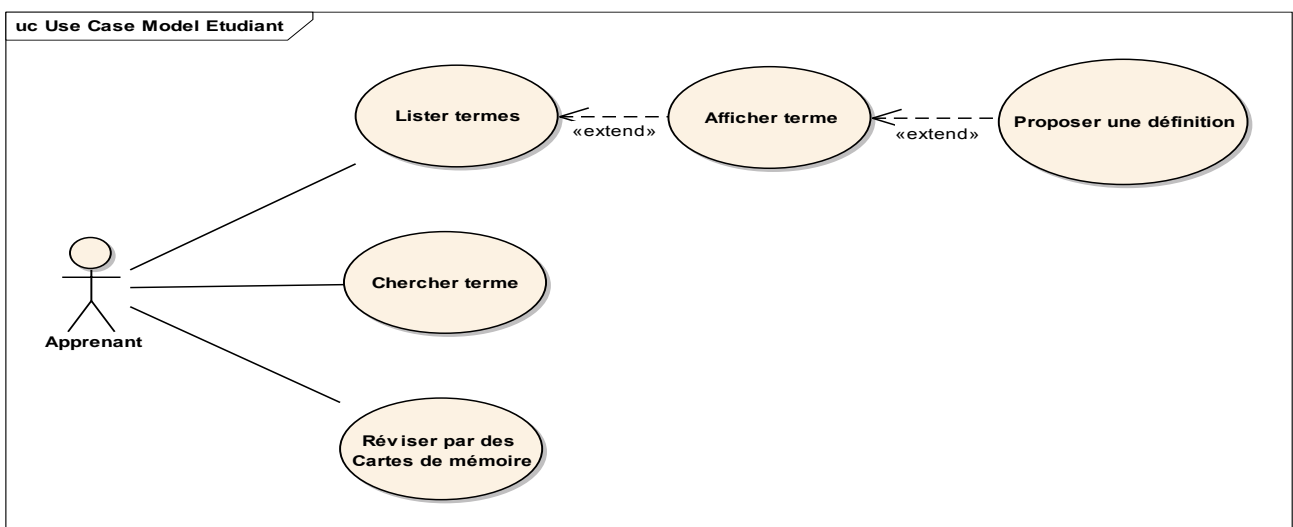 uc Use Case Model Etudiant
Lister termes
«extend»
Afficher terme
«extend»
Proposer une définition
Chercher terme
Apprenant
Réviser par des
Cartes de mémoire